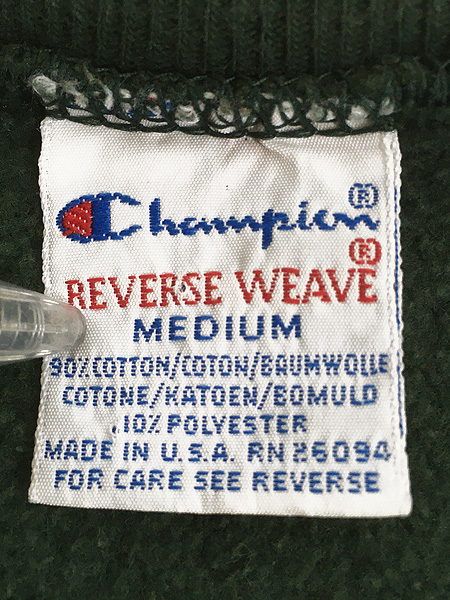 Champion®
REVERSE WEAVE®
MEDIUM
90%COTTON/COTON/BAUMWOLLE
COTONE/KATOEN/BOMULD
10% POLYESTER
MADE IN U.S.A. RN 26094
FOR CARE SEE REVERSE